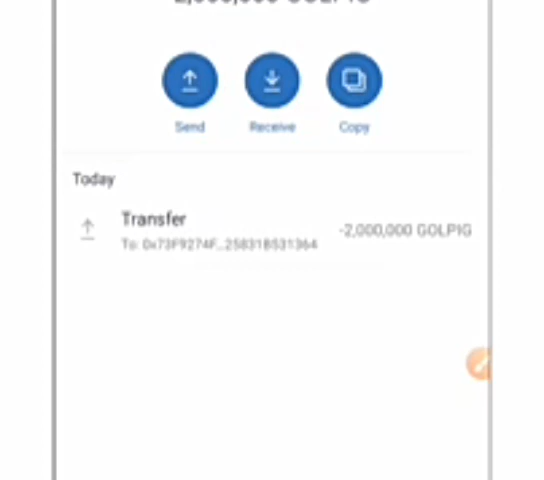 Send Receive Copy
Today
Transfer
-2,000,000 GOLPIG
To: 0x73F9274F...258318531364